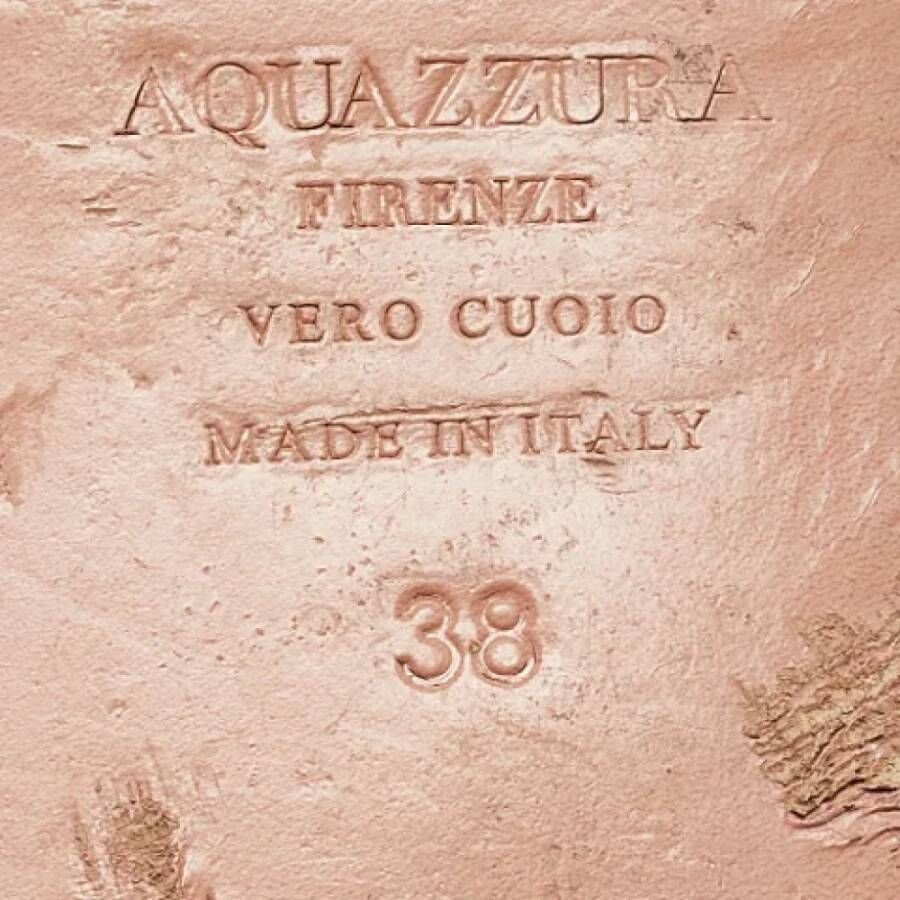 AQUAZZURA
FIRENZE
VERO CUOIO
MADE IN ITALY
38